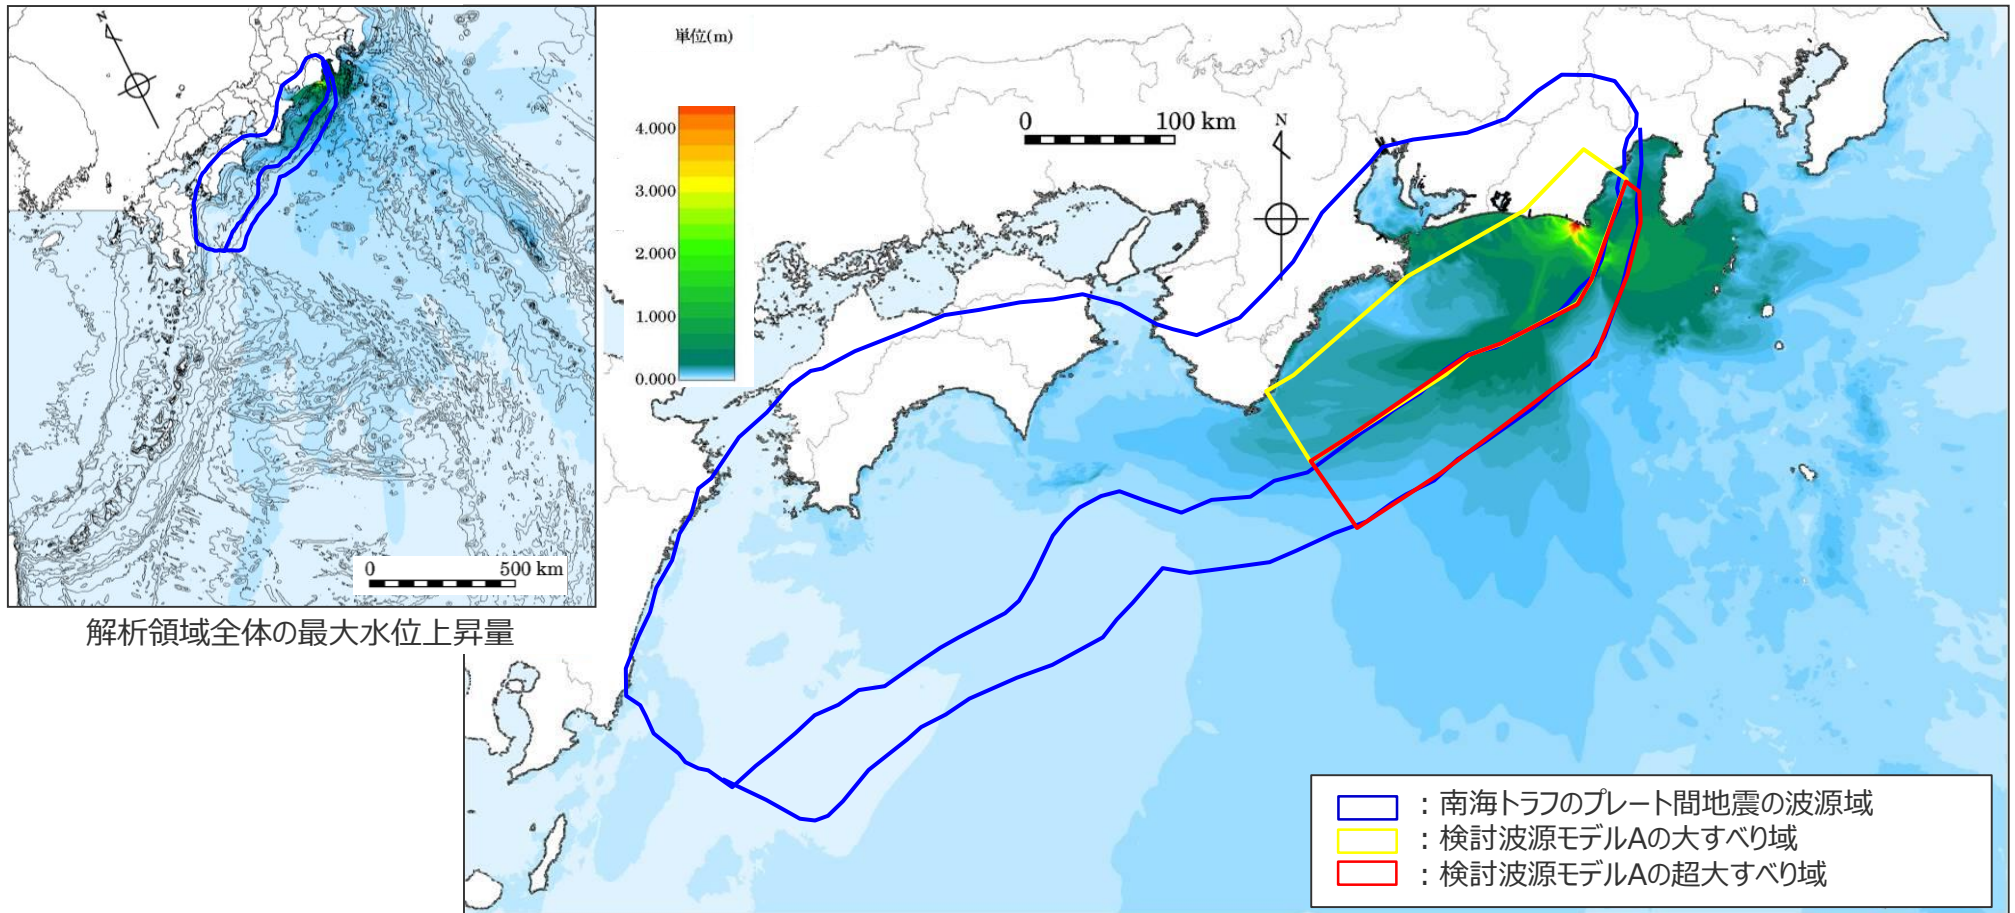 N
単位(m)
4.000
3.000
2.000
1.000
0.000
0 100 km
N
0 500 km
解析領域全体の最大水位上昇量
：南海トラフのプレート間地震の波源域
：検討波源モデルAの大すべり域
：検討波源モデルAの超大すべり域